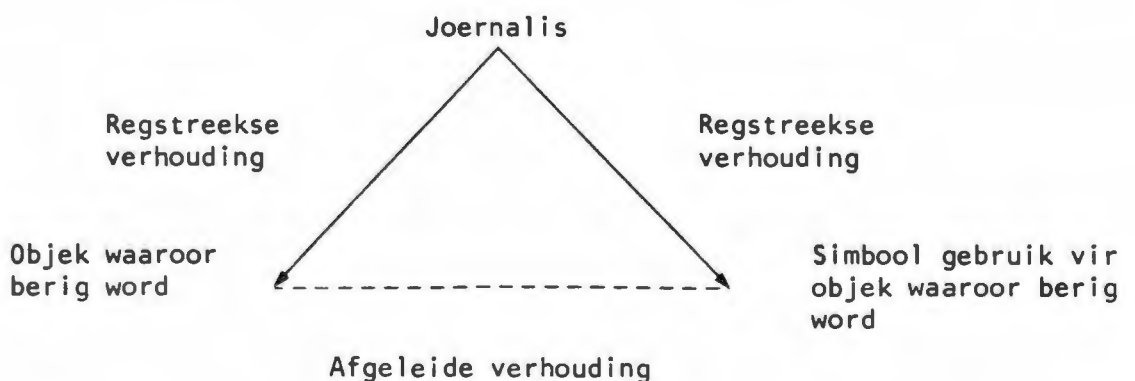 Joernalis
Regstreekse
verhouding
Regstreekse
verhouding
Objek waaroor
berig word
Simbool gebruik vir
objek waaroor berig
word
Afgeleide verhouding